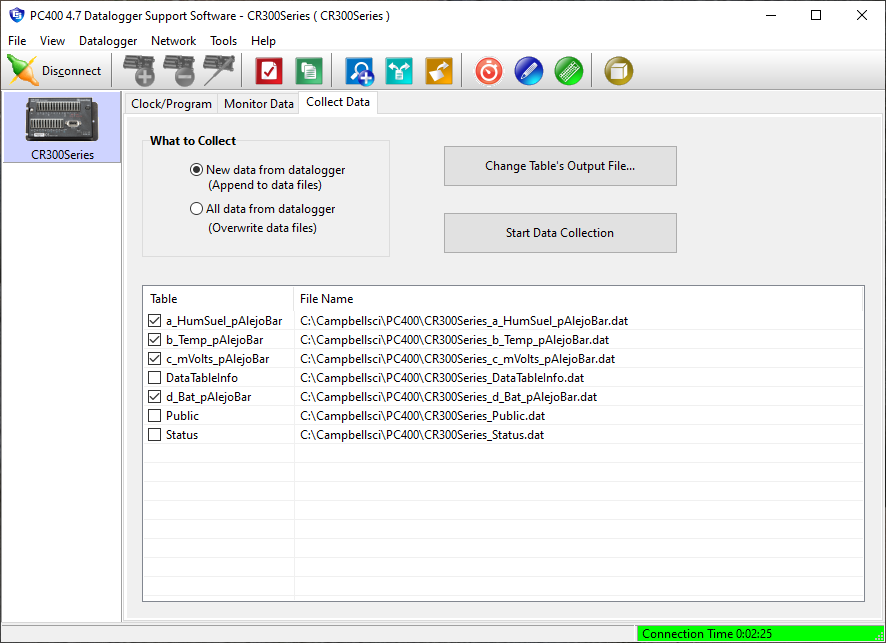 PC400 4.7 Datalogger Support Software - CR300Series ( CR300Series )
File View Datalogger Network Tools Help
Disconnect
CR300Series
Clock/Program Monitor Data Collect Data
What to Collect
New data from datalogger
(Append to data files)
All data from datalogger
(Overwrite data files)
Change Table's Output File...
Start Data Collection
Table File Name
a_HumSuel_pAlejoBar C:\Campbellsci\PC400\CR300Series_a_HumSuel_pAlejoBar.dat
b_Temp_pAlejoBar C:\Campbellsci\PC400\CR300Series_b_Temp_pAlejoBar.dat
c_mVolts_pAlejoBar C:\Campbellsci\PC400\CR300Series_c_mVolts_pAlejoBar.dat
DataTableInfo C:\Campbellsci\PC400\CR300Series_DataTableInfo.dat
d_Bat_pAlejoBar C:\Campbellsci\PC400\CR300Series_d_Bat_pAlejoBar.dat
Public C:\Campbellsci\PC400\CR300Series_Public.dat
Status C:\Campbellsci\PC400\CR300Series_Status.dat
Connection Time 0:02:25